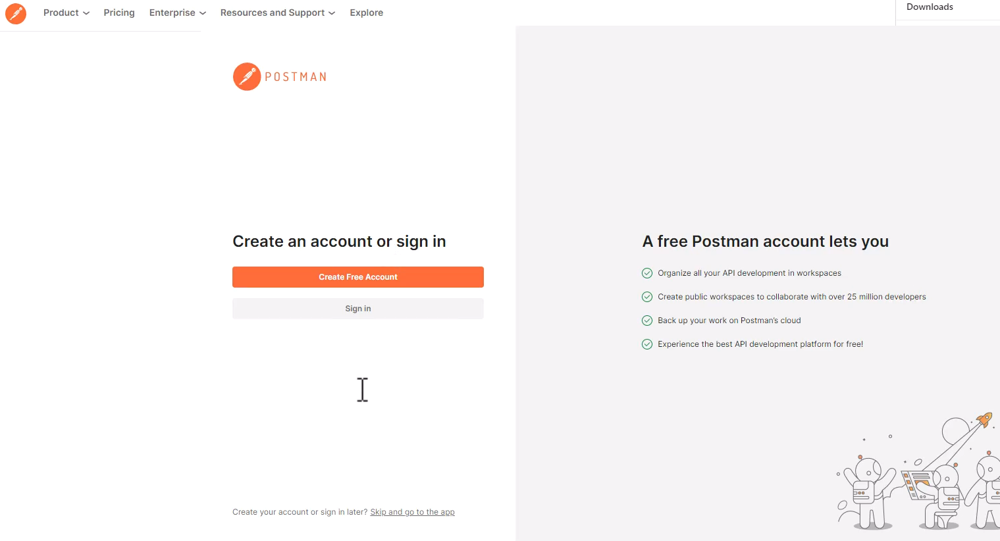 Product Pricing Enterprise Resources and Support Explore
Downloads
POSTMAN
Create an account or sign in
Create Free Account
Sign in
Create your account or sign in later? Skip and go to the app
A free Postman account lets you
Organize all your API development in workspaces
Create public workspaces to collaborate with over 25 million developers
Back up your work on Postman's cloud
Experience the best API development platform for free!